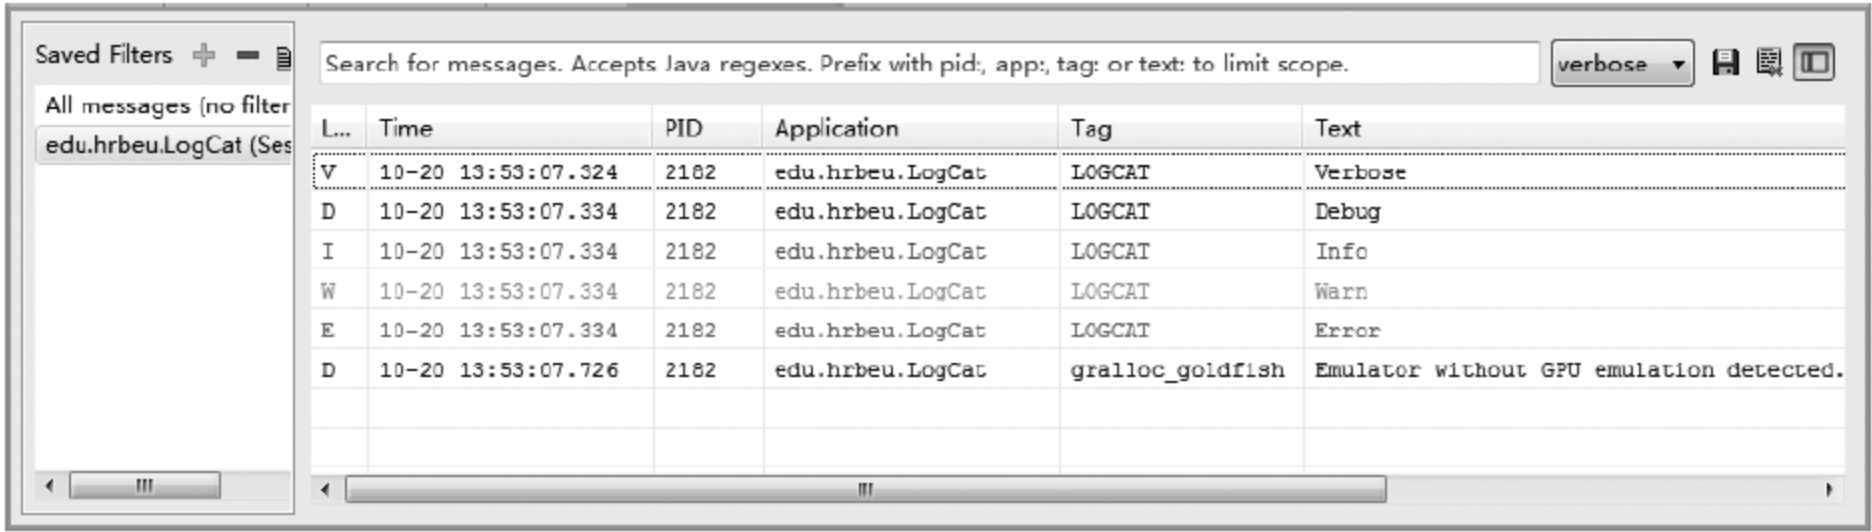 Saved Filters
All messages (no filter
edu.hrbeu.LogCat (Ses
Search for messages. Accepts Java regexes. Prefix with pid:, app:, tag: or text: to limit scope.
verbose
L... Time PID Application Tag Text
V 10-20 13:53:07.324 2182 edu.hrbeu.LogCat LOGCAT Verbose
D 10-20 13:53:07.334 2182 edu.hrbeu.LogCat LOGCAT Debug
I 10-20 13:53:07.334 2182 edu.hrbeu.LogCat LOGCAT Info
W 10-20 13:53:07.334 2182 edu.hrbeu.LogCat LOGCAT Warn
E 10-20 13:53:07.334 2182 edu.hrbeu.LogCat LOGCAT Error
D 10-20 13:53:07.726 2182 edu.hrbeu.LogCat gralloc_goldfish Emulator without GPU emulation detected.